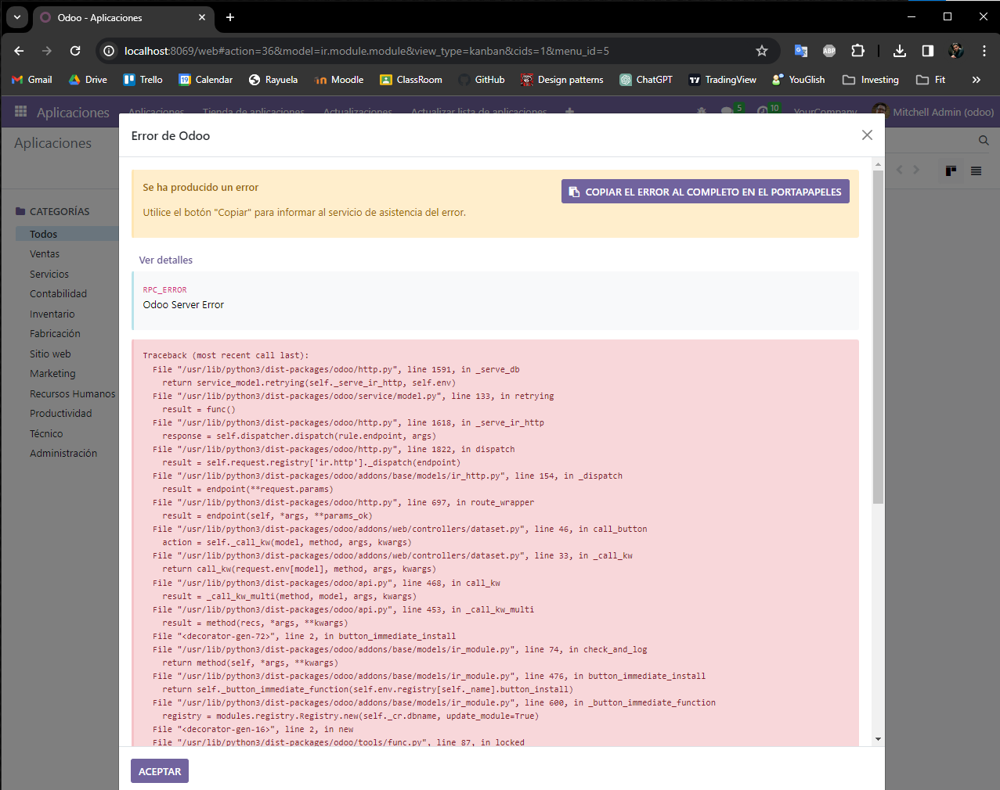 Odoo - Aplicaciones
localhost:8069/web#action=36&model=ir.module.module&view_type=kanban&cids=1&menu_id=5
ABP
Gmail Drive Trello Calendar Rayuela Moodle ClassRoom GitHub Design patterns ChatGPT TradingView YouGlish Investing Fit
Aplicaciones Aplicaciones Tienda de aplicaciones Actualizaciones Actualizar lista de aplicaciones 5 10 YourCompany Mitchell Admin (odoo)
Aplicaciones
CATEGORÍAS
Todos
Ventas
Servicios
Contabilidad
Inventario
Fabricación
Sitio web
Marketing
Recursos Humanos
Productividad
Técnico
Administración
Error de Odoo
Se ha producido un error
COPIAR EL ERROR AL COMPLETO EN EL PORTAPAPELES
Utilice el botón "Copiar" para informar al servicio de asistencia del error.
Ver detalles
RPC_ERROR
Odoo Server Error
Traceback (most recent call last):
  File "/usr/lib/python3/dist-packages/odoo/http.py", line 1591, in _serve_db
    return service_model.retrying(self._serve_ir_http, self.env)
  File "/usr/lib/python3/dist-packages/odoo/service/model.py", line 133, in retrying
    result = func()
  File "/usr/lib/python3/dist-packages/odoo/http.py", line 1618, in _serve_ir_http
    response = self.dispatcher.dispatch(rule.endpoint, args)
  File "/usr/lib/python3/dist-packages/odoo/http.py", line 1822, in dispatch
    result = self.request.registry['ir.http']._dispatch(endpoint)
  File "/usr/lib/python3/dist-packages/odoo/addons/base/models/ir_http.py", line 154, in _dispatch
    result = endpoint(**request.params)
  File "/usr/lib/python3/dist-packages/odoo/http.py", line 697, in route_wrapper
    result = endpoint(self, *args, **params_ok)
  File "/usr/lib/python3/dist-packages/odoo/addons/web/controllers/dataset.py", line 46, in call_button
    action = self._call_kw(model, method, args, kwargs)
  File "/usr/lib/python3/dist-packages/odoo/addons/web/controllers/dataset.py", line 33, in _call_kw
    return call_kw(request.env[model], method, args, kwargs)
  File "/usr/lib/python3/dist-packages/odoo/api.py", line 468, in call_kw
    result = _call_kw_multi(method, model, args, kwargs)
  File "/usr/lib/python3/dist-packages/odoo/api.py", line 453, in _call_kw_multi
    result = method(recs, *args, **kwargs)
  File "<decorator-gen-72>", line 2, in button_immediate_install
  File "/usr/lib/python3/dist-packages/odoo/addons/base/models/ir_module.py", line 74, in check_and_log
    return method(self, *args, **kwargs)
  File "/usr/lib/python3/dist-packages/odoo/addons/base/models/ir_module.py", line 476, in button_immediate_install
    return self._button_immediate_function(self.env.registry[self._name].button_install)
  File "/usr/lib/python3/dist-packages/odoo/addons/base/models/ir_module.py", line 600, in _button_immediate_function
    registry = modules.registry.Registry.new(self._cr.dbname, update_module=True)
  File "<decorator-gen-16>", line 2, in new
  File "/usr/lib/python3/dist-packages/odoo/tools/func.py", line 87, in locked
ACEPTAR